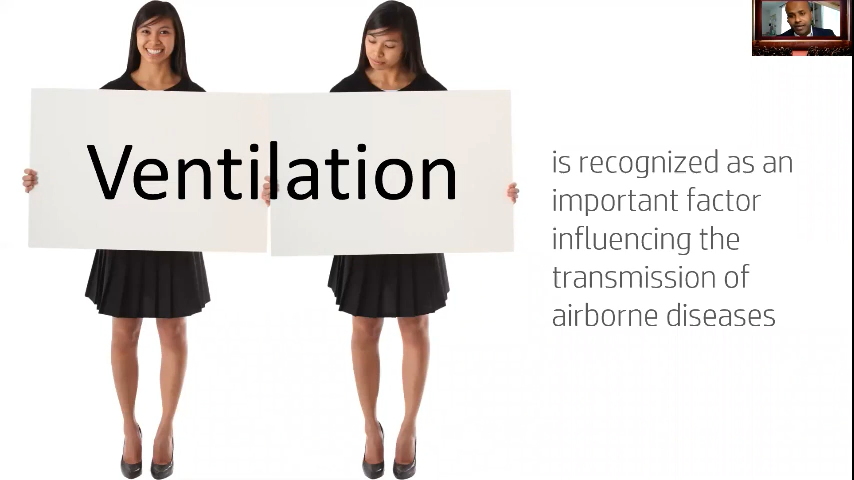 Ventilation
is recognized as an
important factor
influencing the
transmission of
airborne diseases